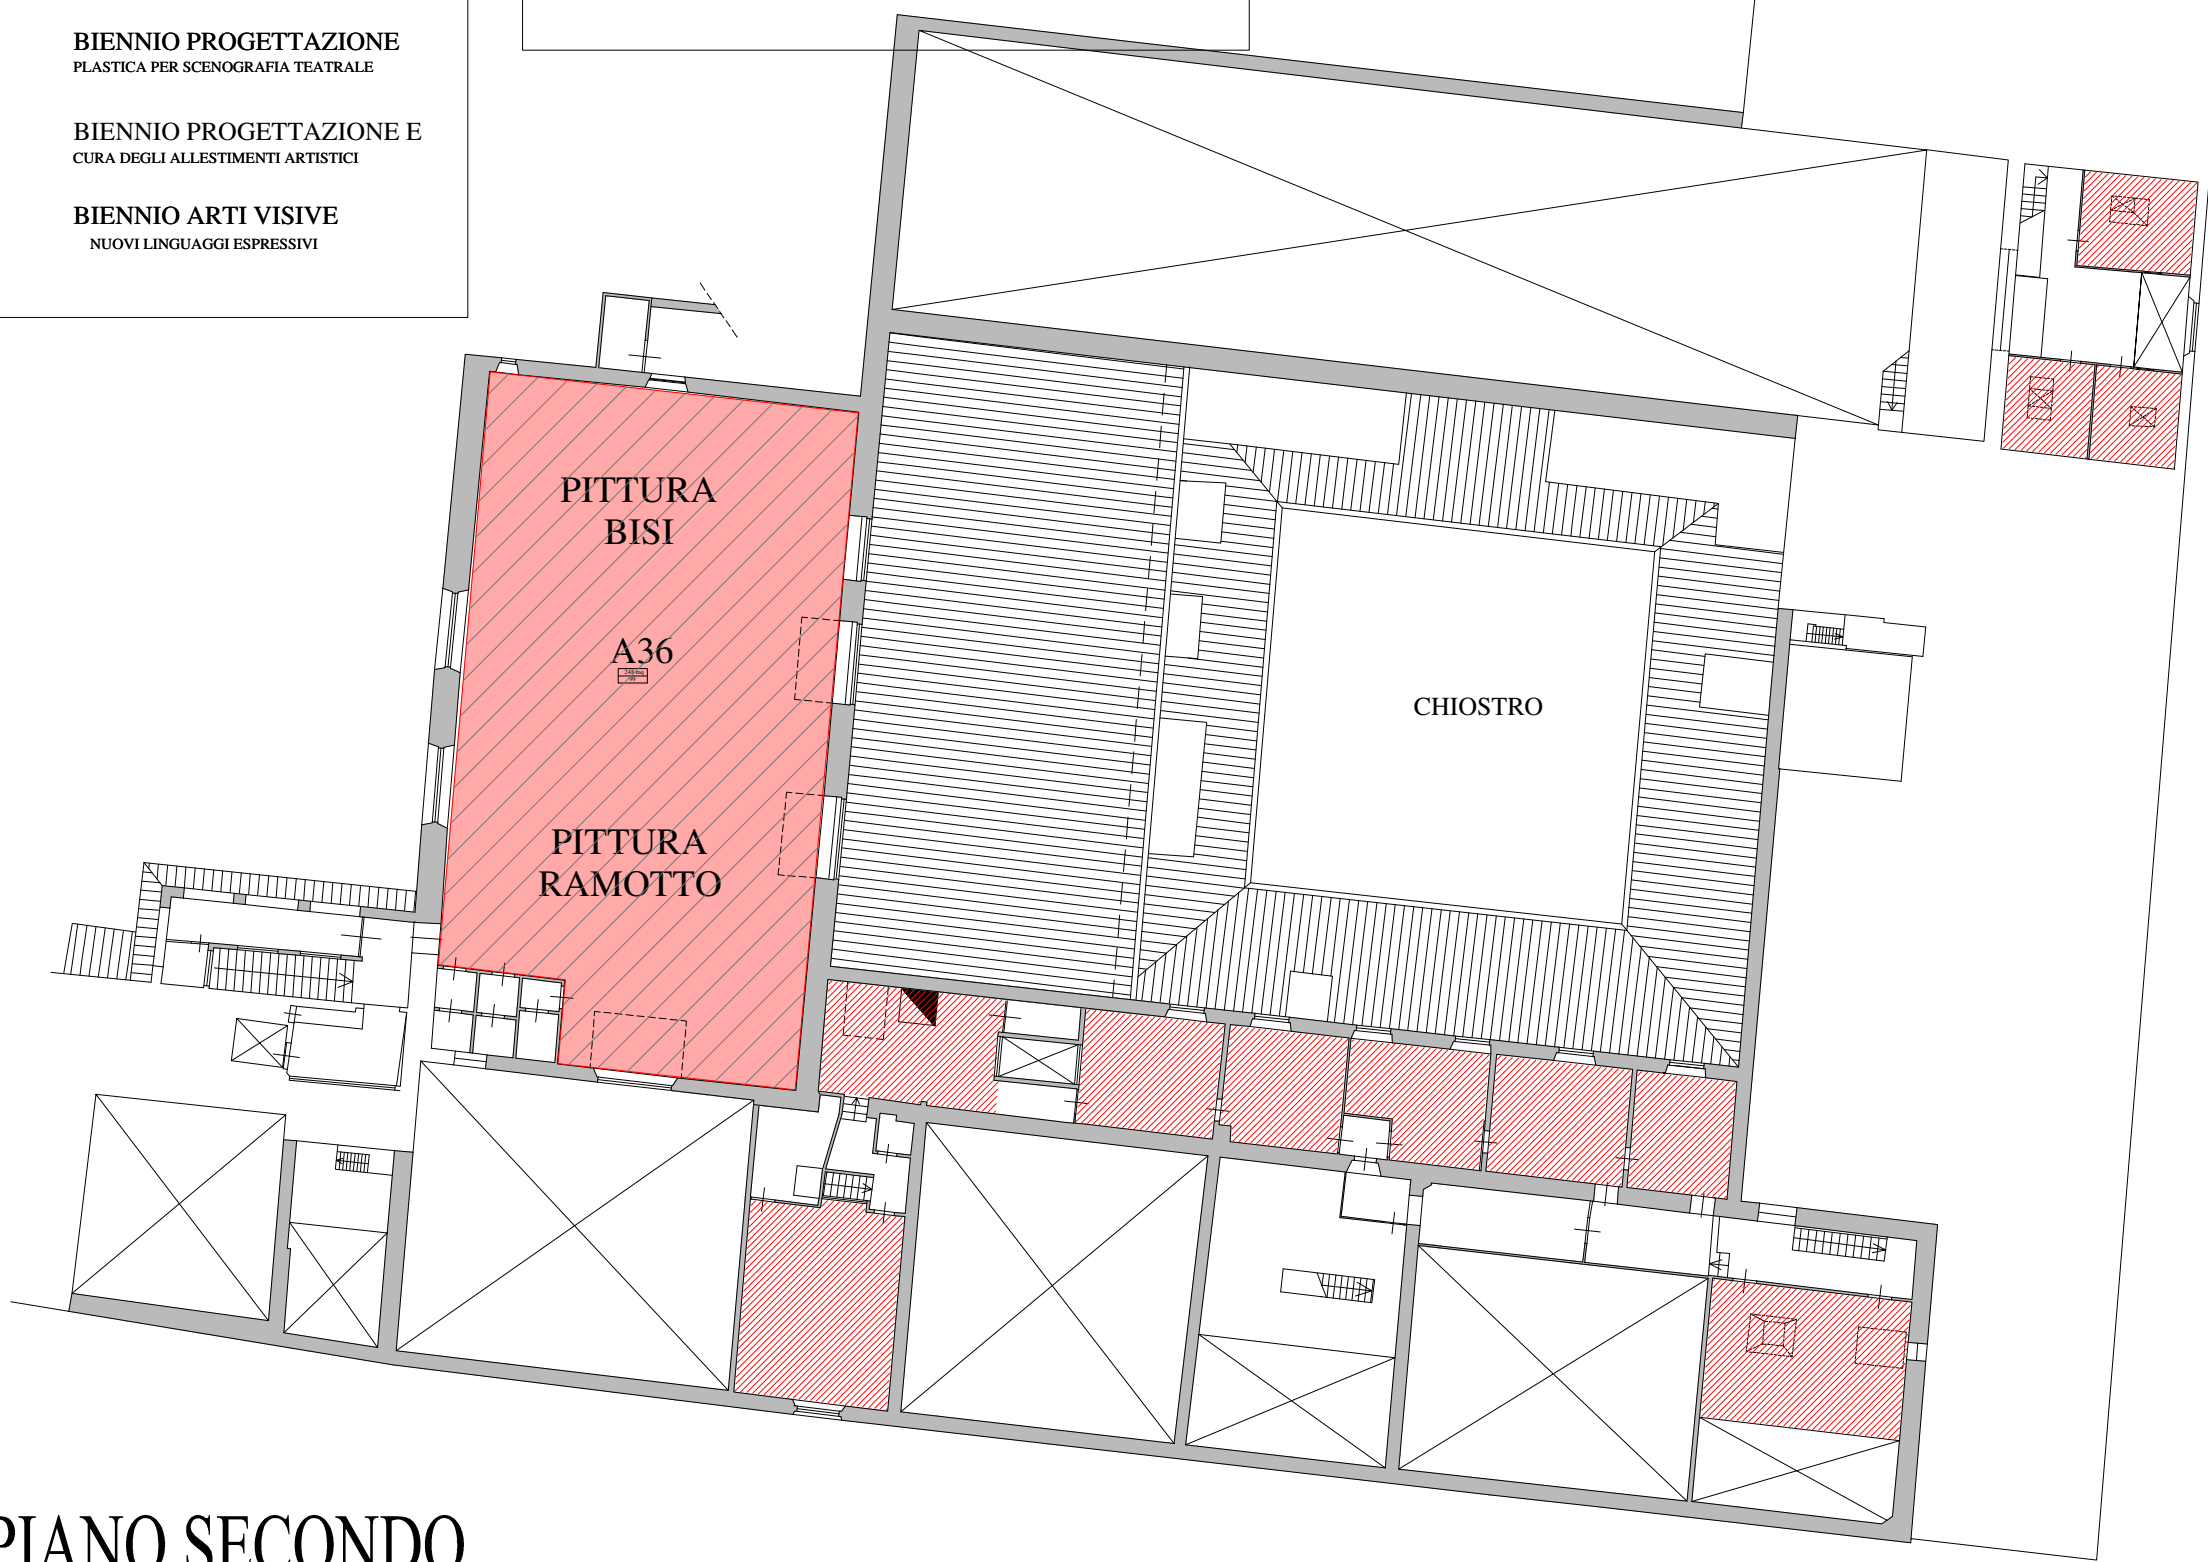 BIENNIO PROGETTAZIONE
PLASTICA PER SCENOGRAFIA TEATRALE
BIENNIO PROGETTAZIONE E
CURA DEGLI ALLESTIMENTI ARTISTICI
BIENNIO ARTI VISIVE
NUOVI LINGUAGGI ESPRESSIVI
PITTURA
BISI
A36
CHIOSTRO
PITTURA
RAMOTTO
PIANO SECONDO